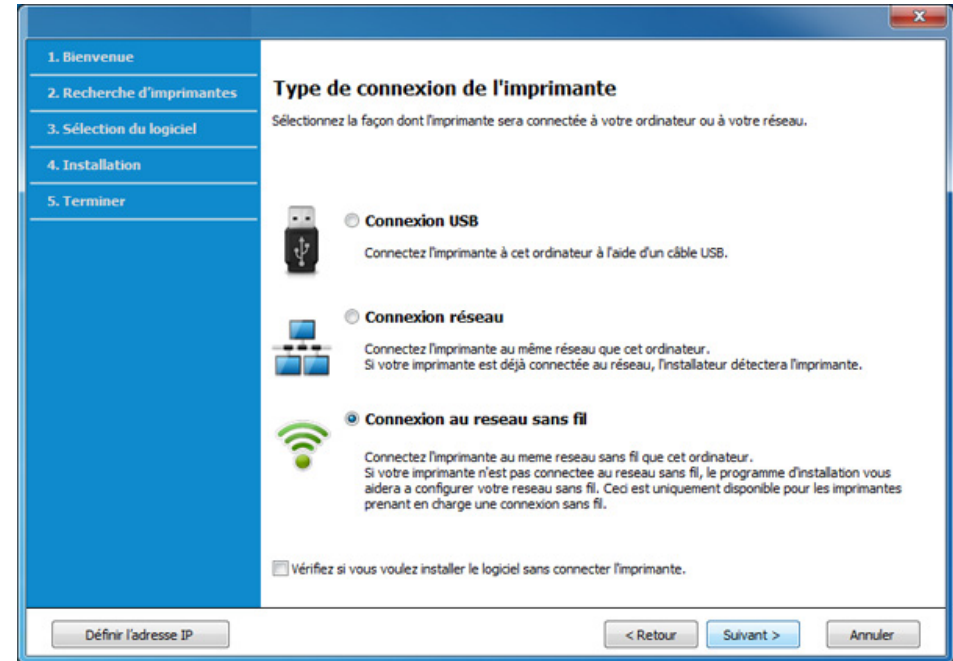 1. Bienvenue
2. Recherche d'imprimantes
3. Sélection du logiciel
4. Installation
5. Terminer
Type de connexion de l'imprimante
Sélectionnez la façon dont l'imprimante sera connectée à votre ordinateur ou à votre réseau.
Connexion USB
Connectez l'imprimante à cet ordinateur à l'aide d'un câble USB.
Connexion réseau
Connectez l'imprimante au même réseau que cet ordinateur.
Si votre imprimante est déjà connectée au réseau, l'installateur détectera l'imprimante.
Connexion au reseau sans fil
Connectez l'imprimante au meme reseau sans fil que cet ordinateur.
Si votre imprimante n'est pas connectee au reseau sans fil, le programme d'installation vous
aidera a configurer votre reseau sans fil. Ceci est uniquement disponible pour les imprimantes
prenant en charge une connexion sans fil.
Vérifiez si vous voulez installer le logiciel sans connecter l'imprimante.
Définir l'adresse IP
< Retour
Suivant >
Annuler